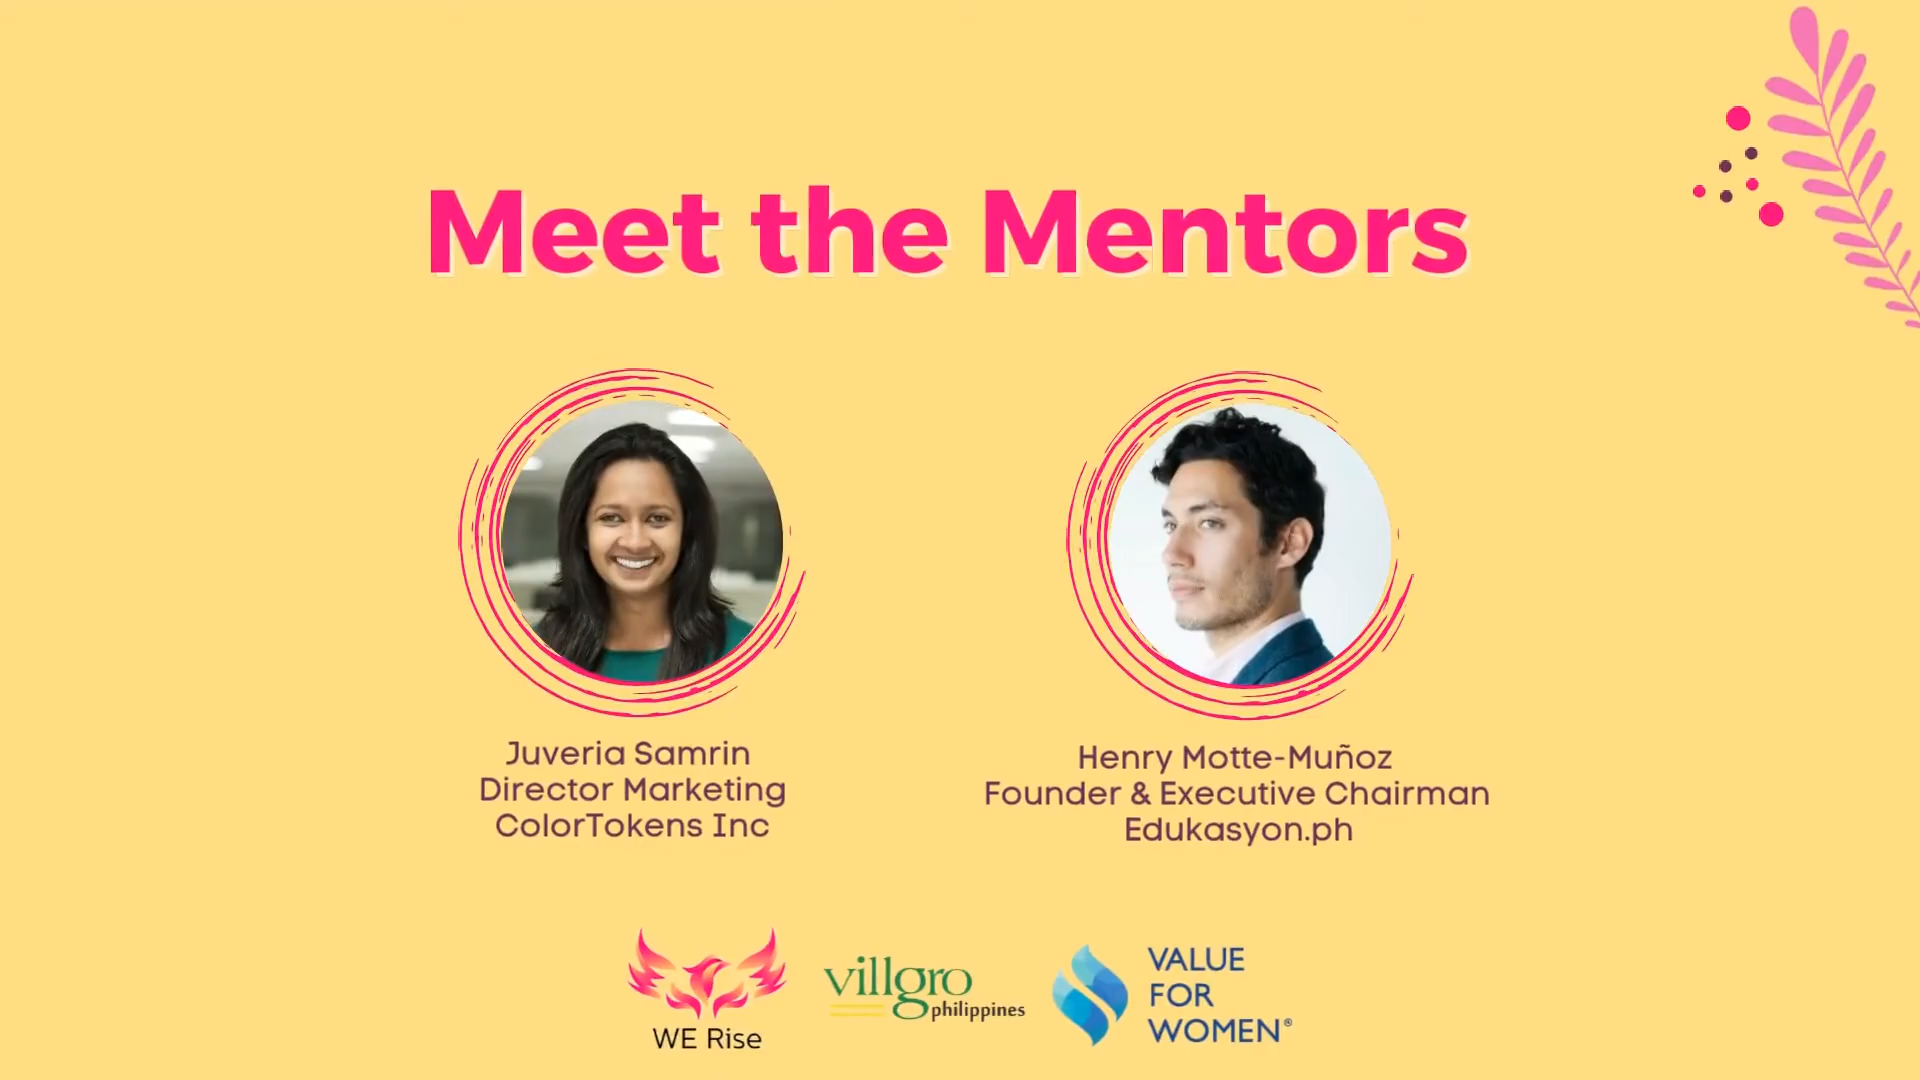 Meet the Mentors
Juveria Samrin
Director Marketing
ColorTokens Inc
Henry Motte-Muñoz
Founder & Executive Chairman
Edukasyon.ph
WE Rise
villgro
philippines
VALUE
FOR
WOMEN®